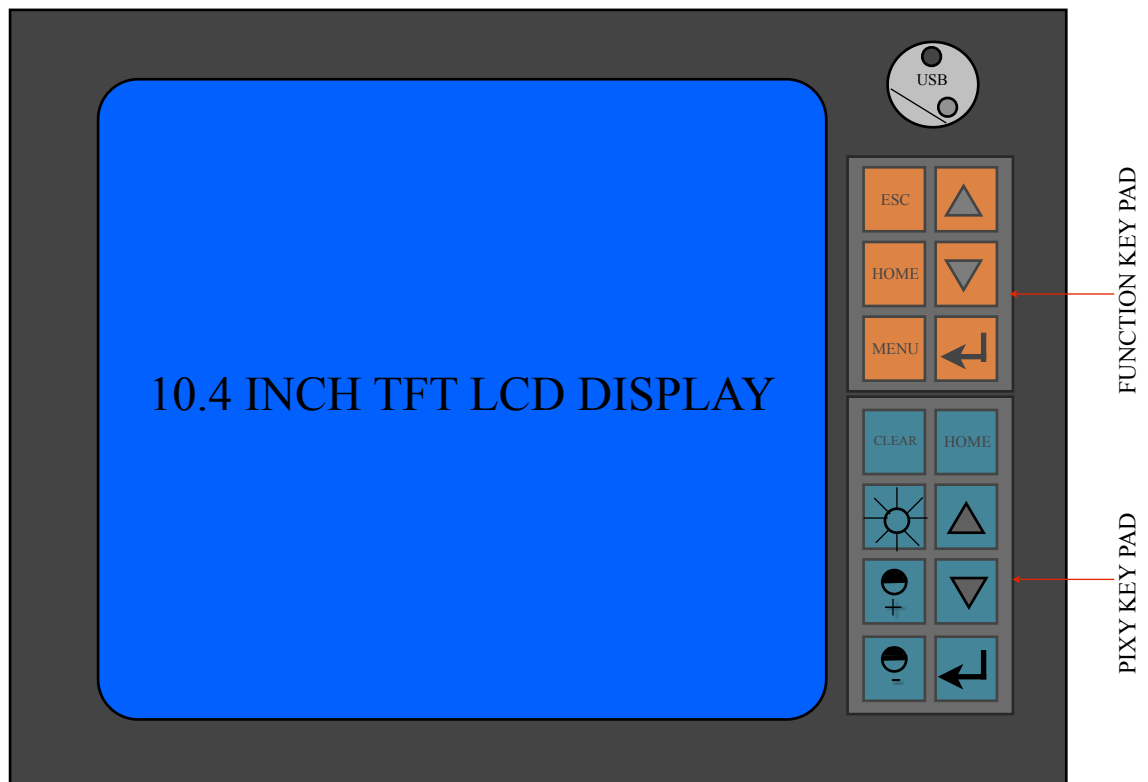 USB
ESC
HOME
MENU
10.4 INCH TFT LCD DISPLAY
CLEAR HOME
+
-
FUNCTION KEY PAD
PIXY KEY PAD